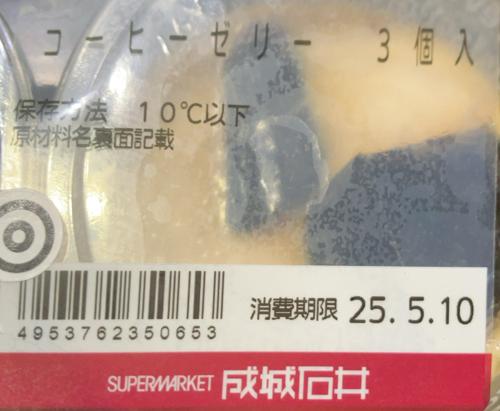 コーヒーゼリー 3個入
保存方法 10℃以下
原材料名裏面記載
消費期限 25.5.10
4953762350653
SUPERMARKET 成城石井